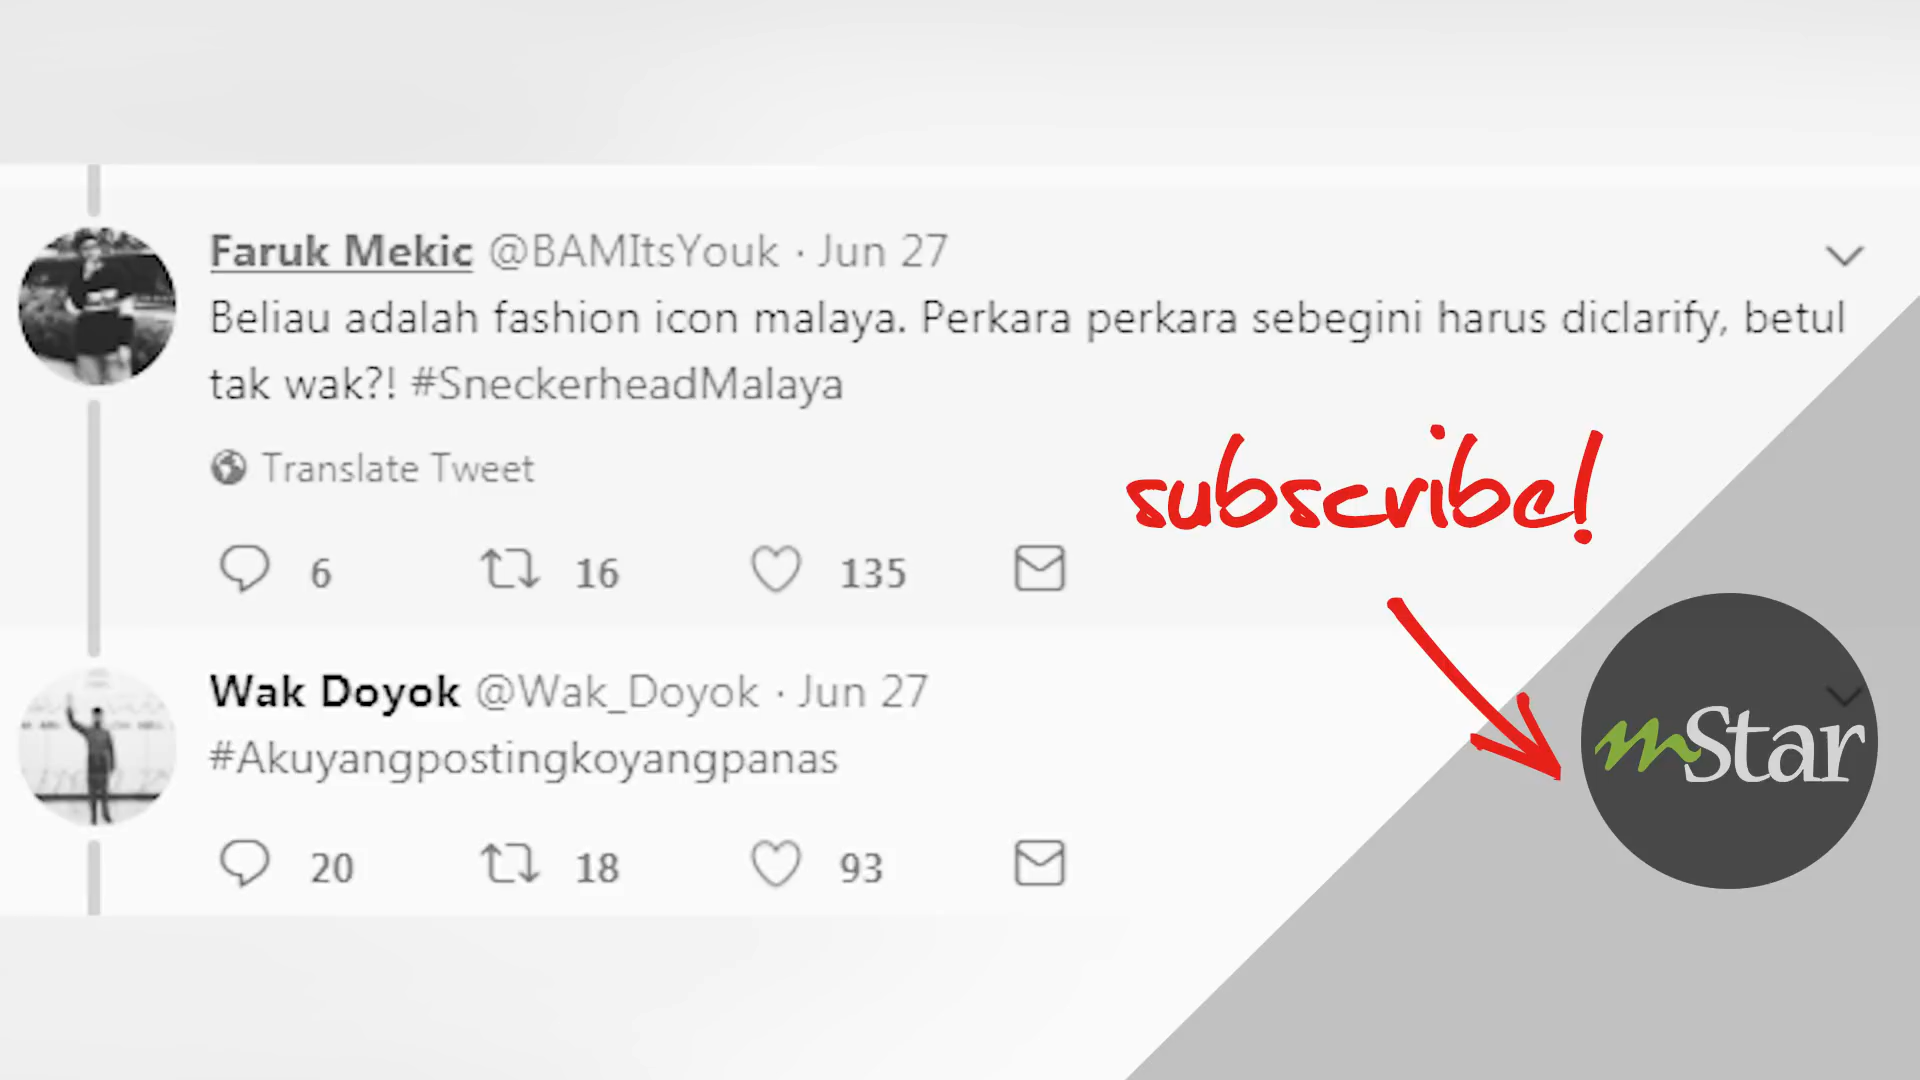 Faruk Mekic @BAMItsYouk · Jun 27
Beliau adalah fashion icon malaya. Perkara perkara sebegini harus diclarify, betul
tak wak?! #SneckerheadMalaya
Translate Tweet
6 16 135
subscribe!
Wak Doyok @Wak_Doyok · Jun 27
#Akuyangpostingkoyangpanas
mStar
20 18 93